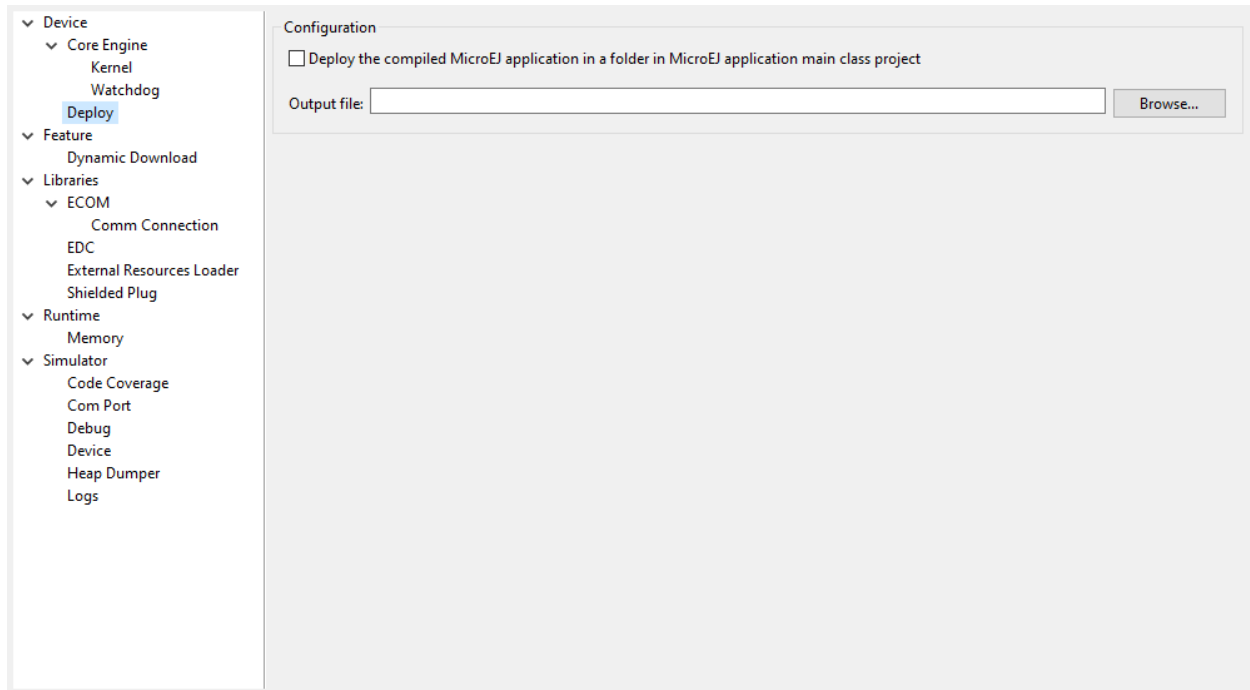 Device
Core Engine
Kernel
Watchdog
Deploy
Feature
Dynamic Download
Libraries
ECOM
Comm Connection
EDC
External Resources Loader
Shielded Plug
Runtime
Memory
Simulator
Code Coverage
Com Port
Debug
Device
Heap Dumper
Logs
Configuration
Deploy the compiled MicroEJ application in a folder in MicroEJ application main class project
Output file: Browse...